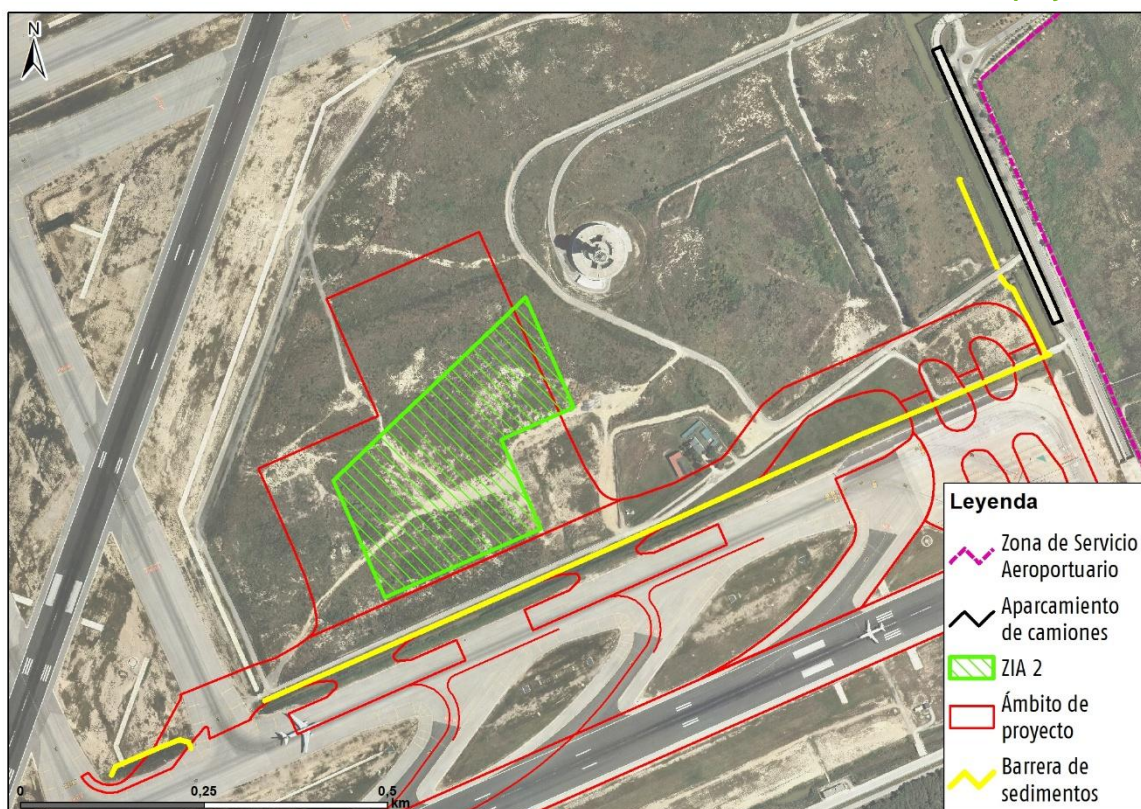 N
Leyenda
Zona de Servicio
Aeroportuario
Aparcamiento
de camiones
ZIA 2
Ámbito de
proyecto
Barrera de
sedimentos
0
0,25
0,5
km